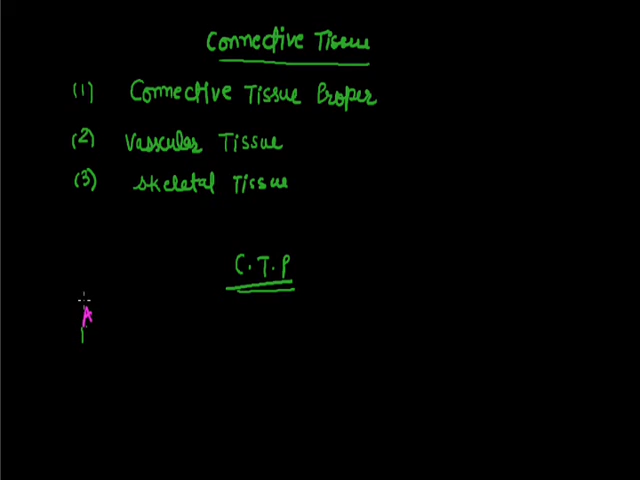 Connective Tissue
(1) Connective Tissue Proper
(2) Vascular Tissue
(3) Skeletal Tissue
C.T.P
A